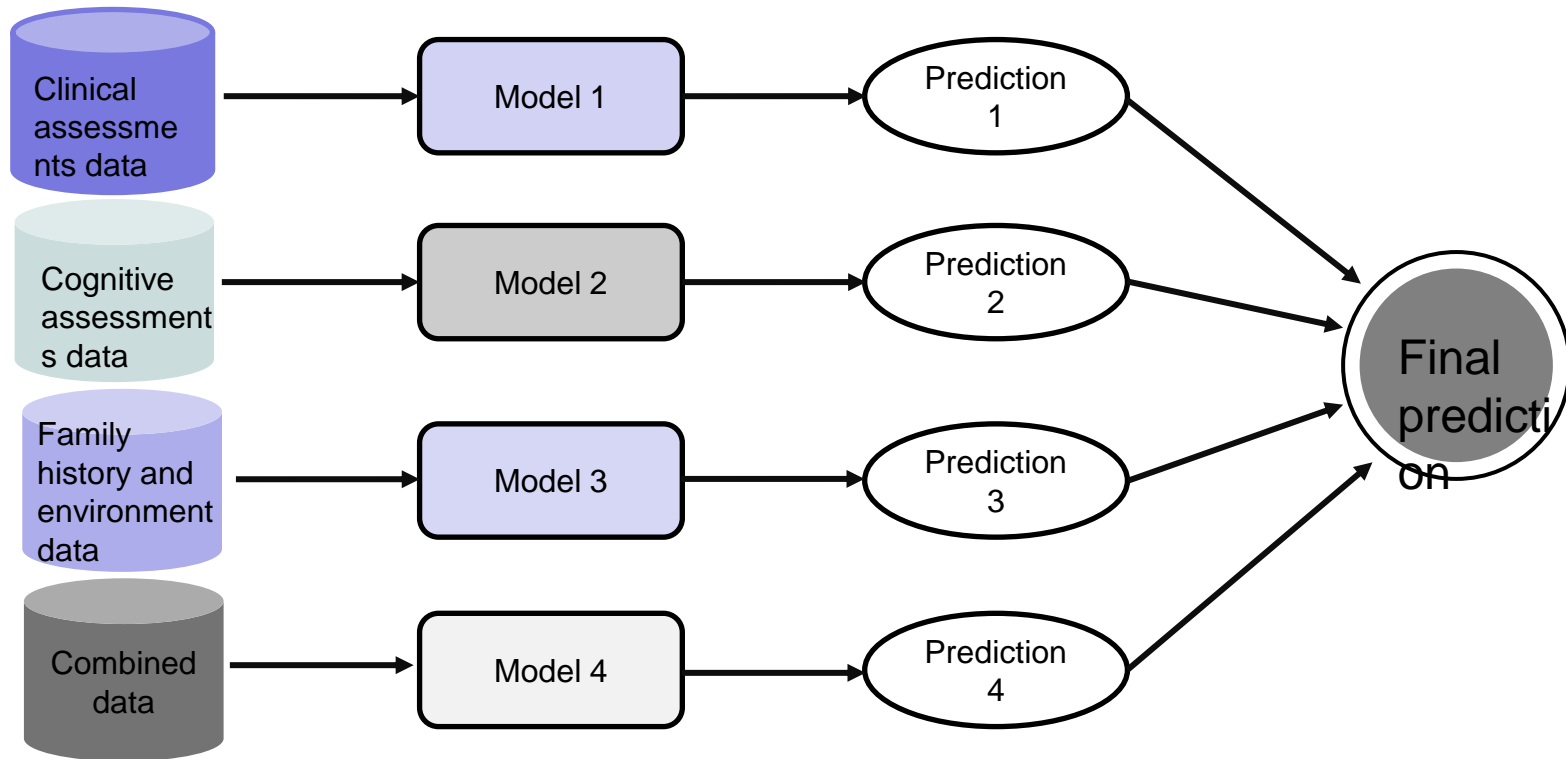 Clinical
assessme
nts data
Model 1
Prediction
1
Cognitive
assessment
s data
Model 2
Prediction
2
Family
history and
environment
data
Model 3
Prediction
3
Combined
data
Model 4
Prediction
4
Final
predicti
on